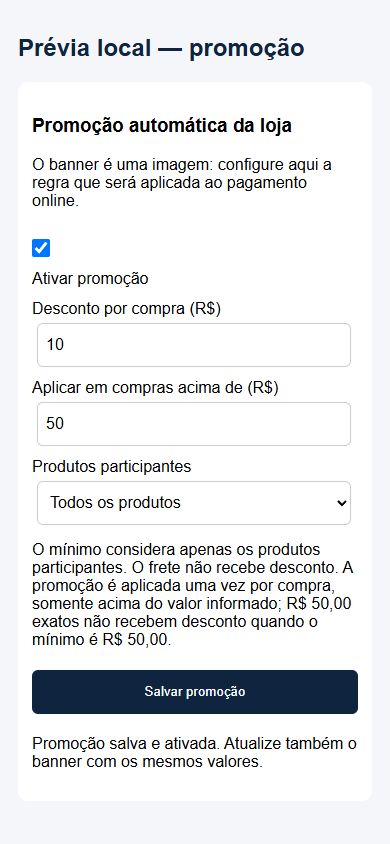 Prévia local — promoção
Promoção automática da loja
O banner é uma imagem: configure aqui a
regra que será aplicada ao pagamento
online.
Ativar promoção
Desconto por compra (R$)
10
Aplicar em compras acima de (R$)
50
Produtos participantes
Todos os produtos
O mínimo considera apenas os produtos
participantes. O frete não recebe desconto. A
promoção é aplicada uma vez por compra,
somente acima do valor informado; R$ 50,00
exatos não recebem desconto quando o
mínimo é R$ 50,00.
Salvar promoção
Promoção salva e ativada. Atualize também o
banner com os mesmos valores.